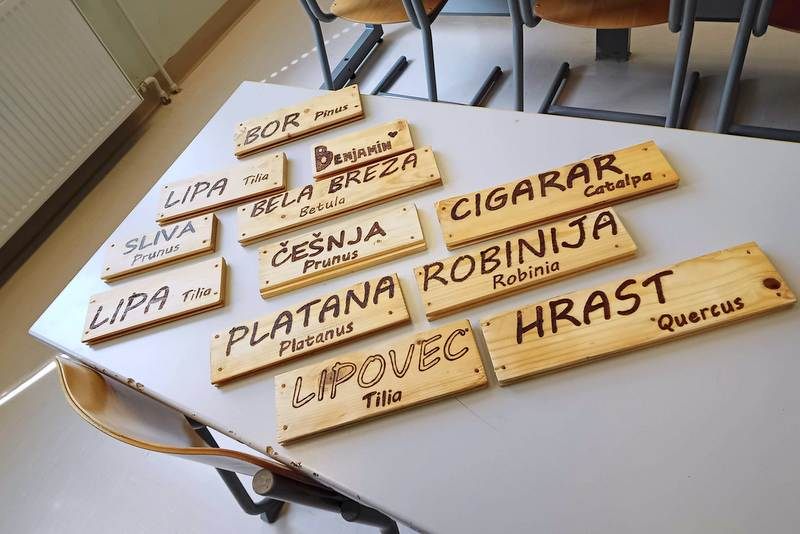 BOR Pinus
Benjamin
LIPA Tilia
BELA BREZA
Betula
CIGARAR
Catalpa
SLIVA
Prunus
ČEŠNJA
Prunus
ROBINIJA
Robinia
LIPA Tilia
PLATANA
Platanus
HRAST
Quercus
LIPOVEC
Tilia